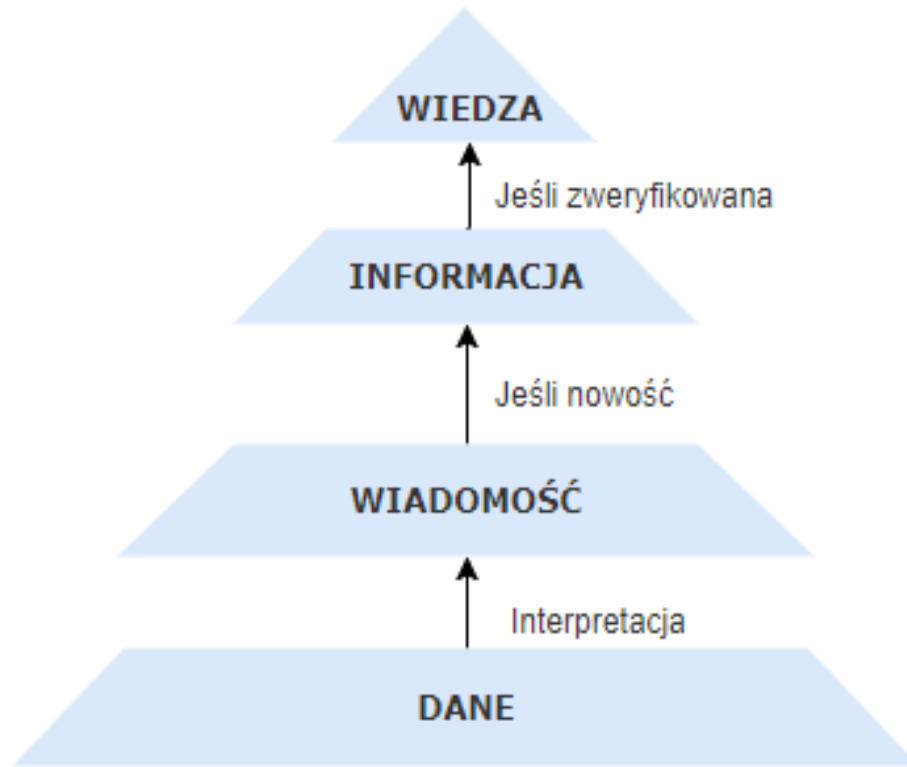 WIEDZA
Jeśli zweryfikowana
INFORMACJA
Jeśli nowość
WIADOMOŚĆ
Interpretacja
DANE